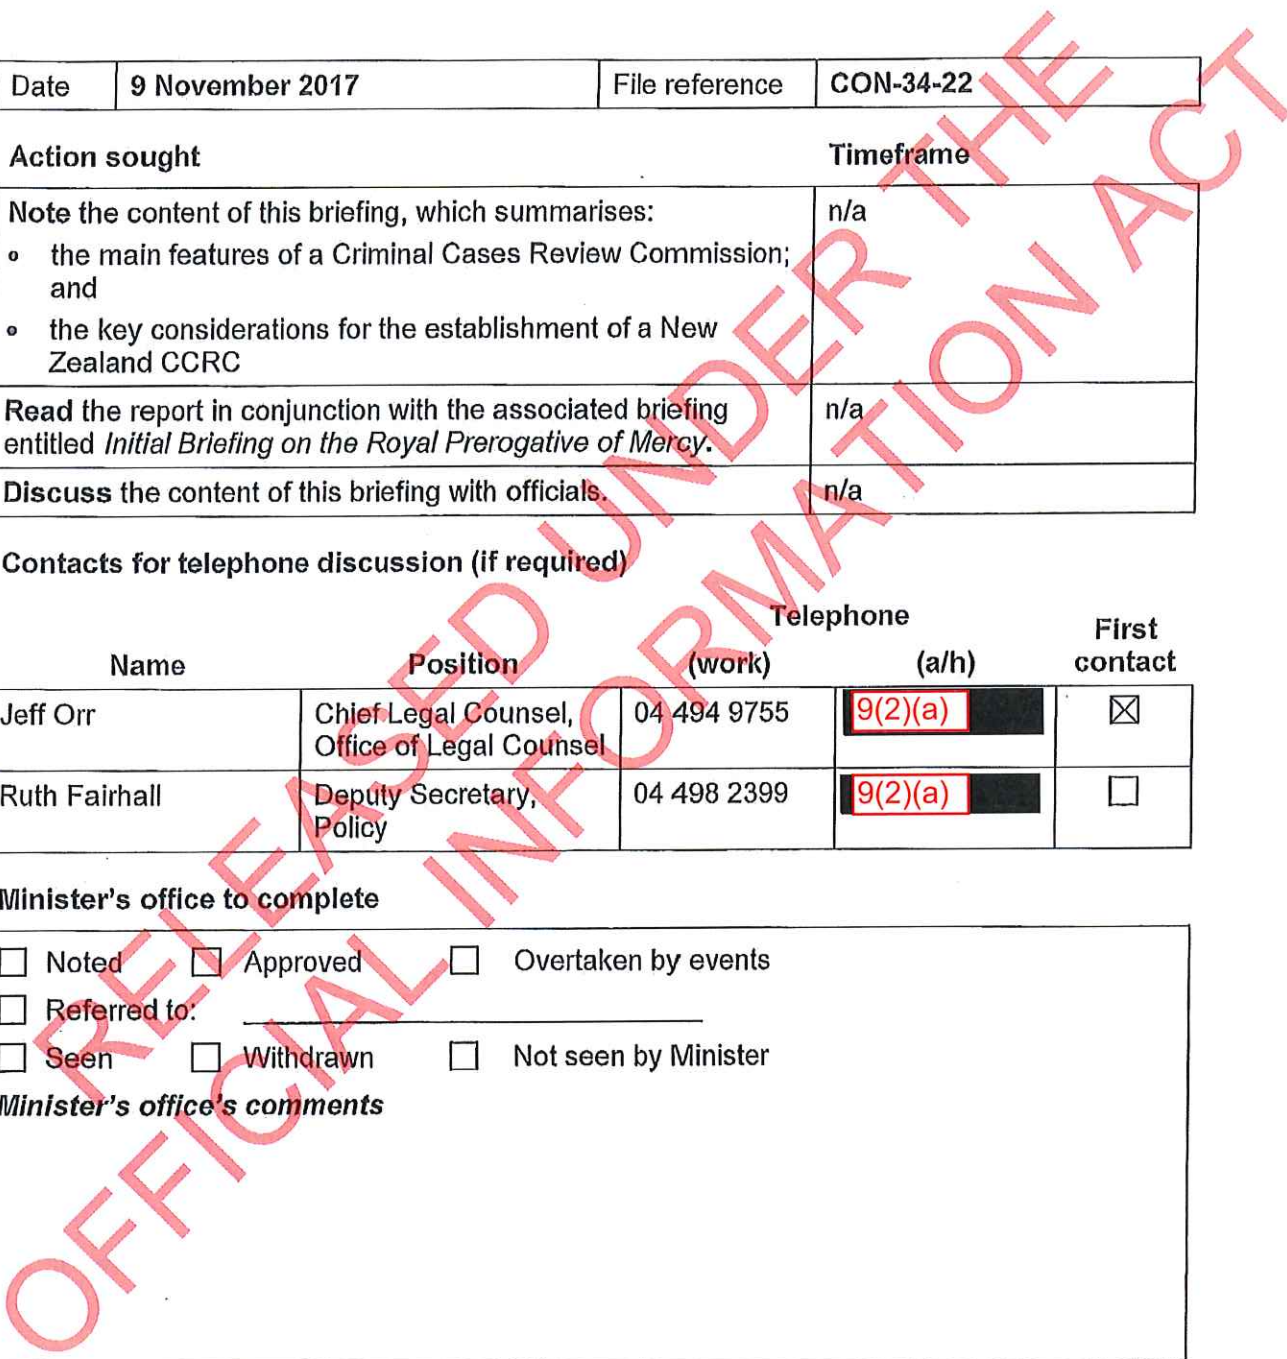 Date 9 November 2017 File reference CON-34-22
Action sought Timeframe
Note the content of this briefing, which summarises: n/a
the main features of a Criminal Cases Review Commission;
and
the key considerations for the establishment of a New
Zealand CCRC
Read the report in conjunction with the associated briefing n/a
entitled Initial Briefing on the Royal Prerogative of Mercy.
Discuss the content of this briefing with officials. n/a
Contacts for telephone discussion (if required)
Telephone First
Name Position (work) (a/h) contact
Jeff Orr Chief Legal Counsel, 04 494 9755 9(2)(a) ☒
Office of Legal Counsel
Ruth Fairhall Deputy Secretary, 04 498 2399 9(2)(a) ☐
Policy
Minister's office to complete
☐ Noted ☐ Approved ☐ Overtaken by events
☐ Referred to:
☐ Seen ☐ Withdrawn ☐ Not seen by Minister
Minister's office's comments
RELEASED UNDER THE
OFFICIAL INFORMATION ACT